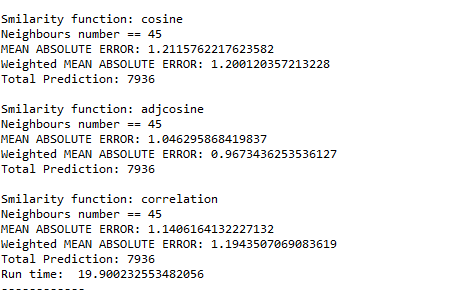 Smilarity function: cosine
Neighbours number == 45
MEAN ABSOLUTE ERROR: 1.2115762217623582
Weighted MEAN ABSOLUTE ERROR: 1.200120357213228
Total Prediction: 7936
Smilarity function: adjcosine
Neighbours number == 45
MEAN ABSOLUTE ERROR: 1.046295868419837
Weighted MEAN ABSOLUTE ERROR: 0.9673436253536127
Total Prediction: 7936
Smilarity function: correlation
Neighbours number == 45
MEAN ABSOLUTE ERROR: 1.1406164132227132
Weighted MEAN ABSOLUTE ERROR: 1.1943507069083619
Total Prediction: 7936
Run time:  19.900232553482056
------------